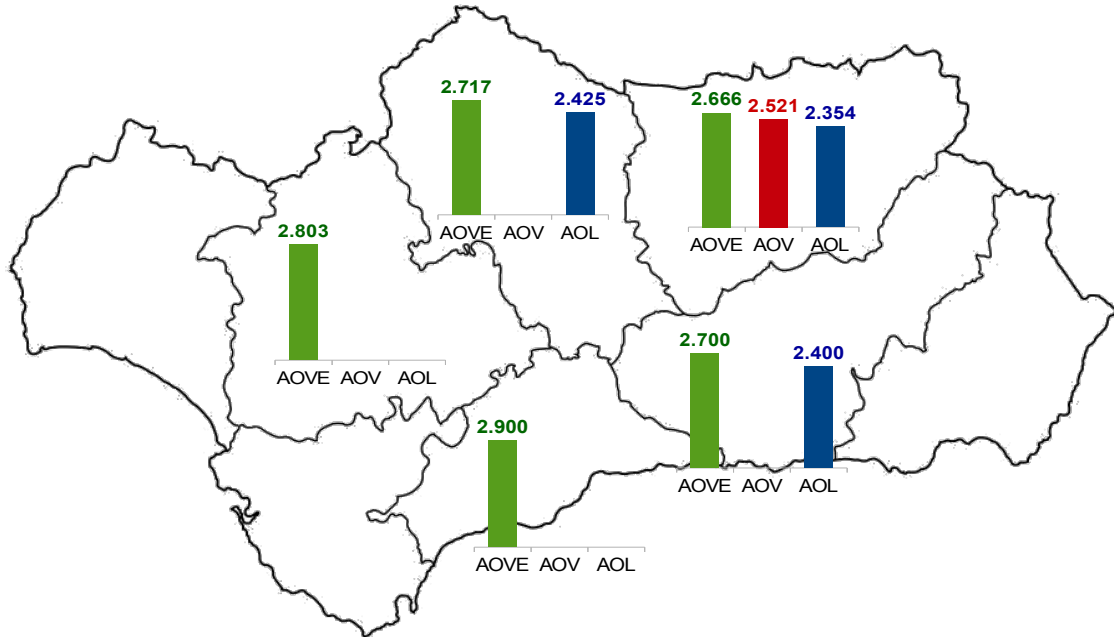 2.717 2.425
AOVE AOV AOL
2.666 2.521 2.354
AOVE AOV AOL
2.803
AOVE AOV AOL
2.700 2.400
AOVE AOV AOL
2.900
AOVE AOV AOL